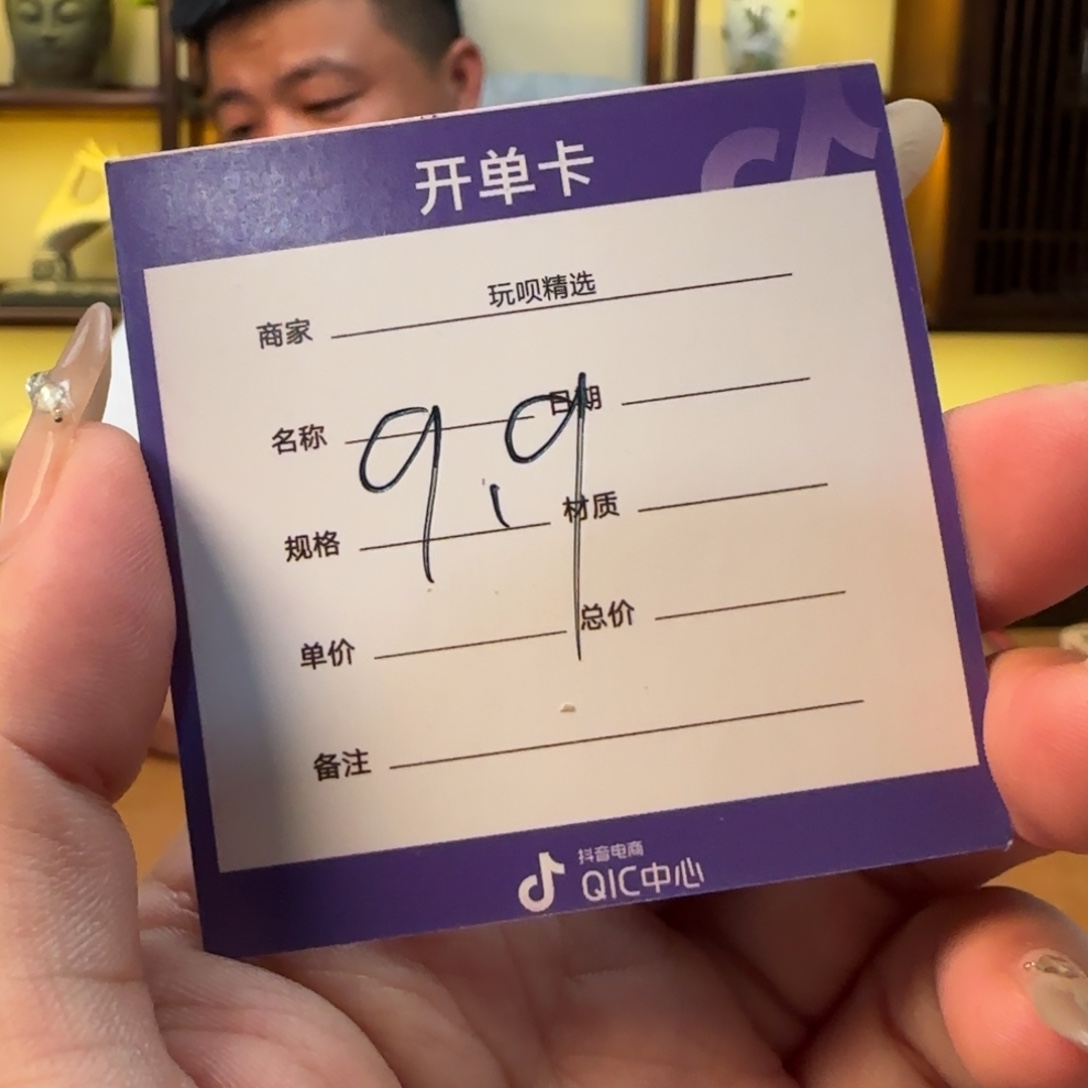 开单卡
商家 玩呗精选
名称 日期
9.9
规格 材质
单价 总价
备注
抖音电商
QIC中心